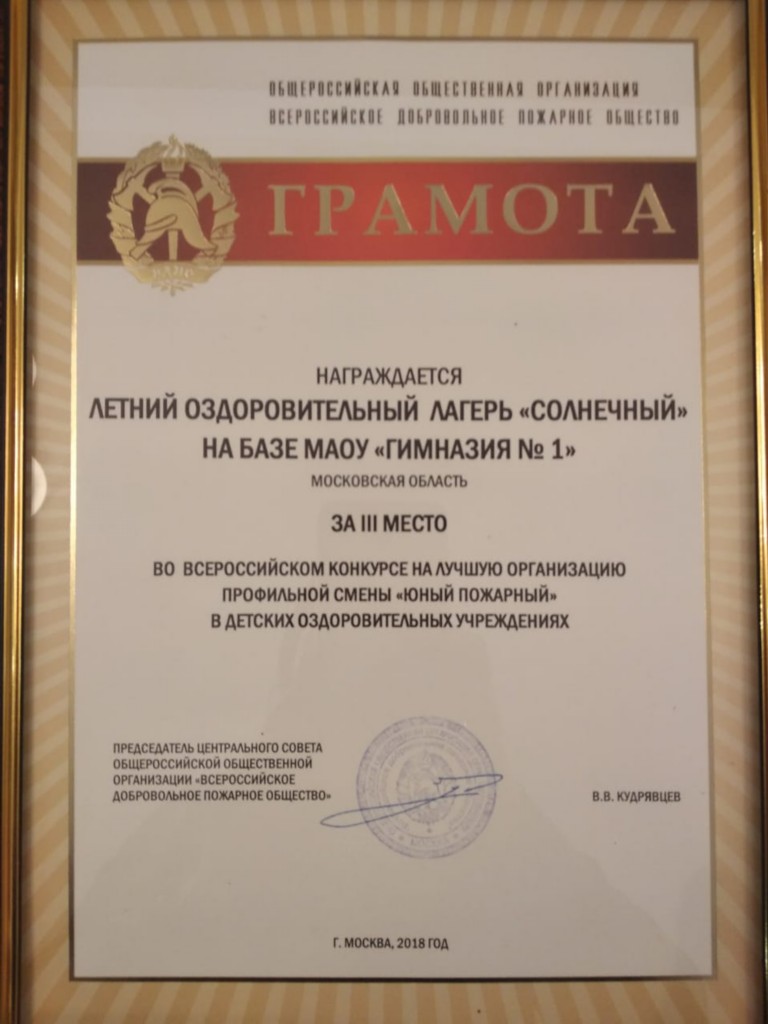 ОБЩЕРОССИЙСКАЯ ОБЩЕСТВЕННАЯ ОРГАНИЗАЦИЯ
ВСЕРОССИЙСКОЕ ДОБРОВОЛЬНОЕ ПОЖАРНОЕ ОБЩЕСТВО
ГРАМОТА
НАГРАЖДАЕТСЯ
ЛЕТНИЙ ОЗДОРОВИТЕЛЬНЫЙ ЛАГЕРЬ «СОЛНЕЧНЫЙ»
НА БАЗЕ МАОУ «ГИМНАЗИЯ № 1»
МОСКОВСКАЯ ОБЛАСТЬ
ЗА III МЕСТО
ВО ВСЕРОССИЙСКОМ КОНКУРСЕ НА ЛУЧШУЮ ОРГАНИЗАЦИЮ
ПРОФИЛЬНОЙ СМЕНЫ «ЮНЫЙ ПОЖАРНЫЙ»
В ДЕТСКИХ ОЗДОРОВИТЕЛЬНЫХ УЧРЕЖДЕНИЯХ
ПРЕДСЕДАТЕЛЬ ЦЕНТРАЛЬНОГО СОВЕТА
ОБЩЕРОССИЙСКОЙ ОБЩЕСТВЕННОЙ
ОРГАНИЗАЦИИ «ВСЕРОССИЙСКОЕ
ДОБРОВОЛЬНОЕ ПОЖАРНОЕ ОБЩЕСТВО»
В.В. КУДРЯВЦЕВ
Г. МОСКВА, 2018 ГОД